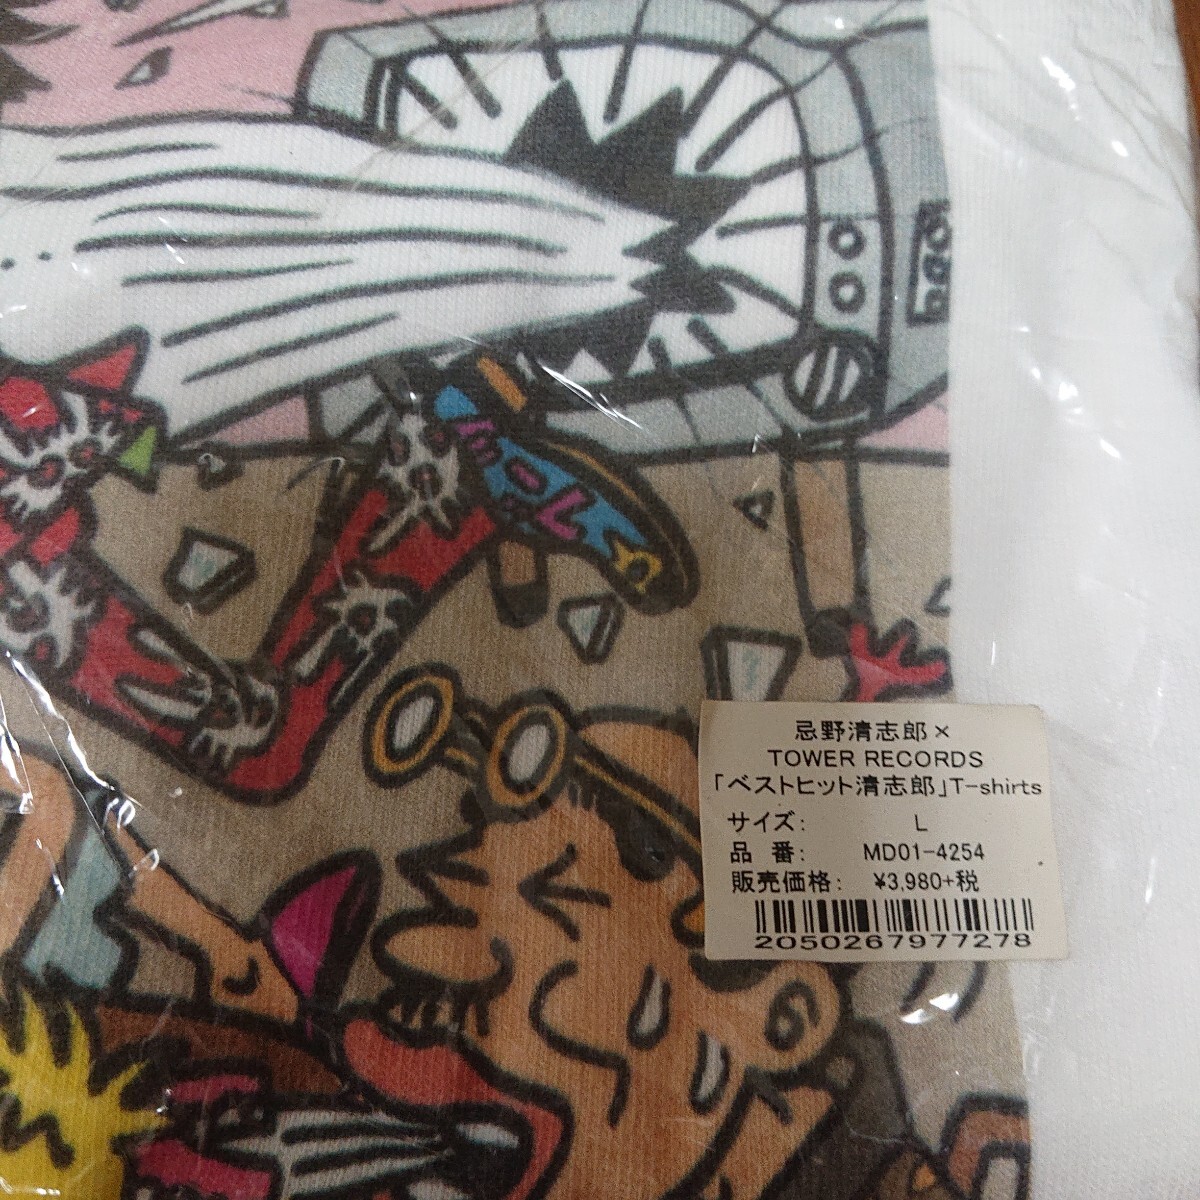 忌野清志郎×
TOWER RECORDS
「ベストヒット清志郎」T-shirts
サイズ: L
品 番: MD01-4254
販売価格: ¥3,980+税
2050267977278